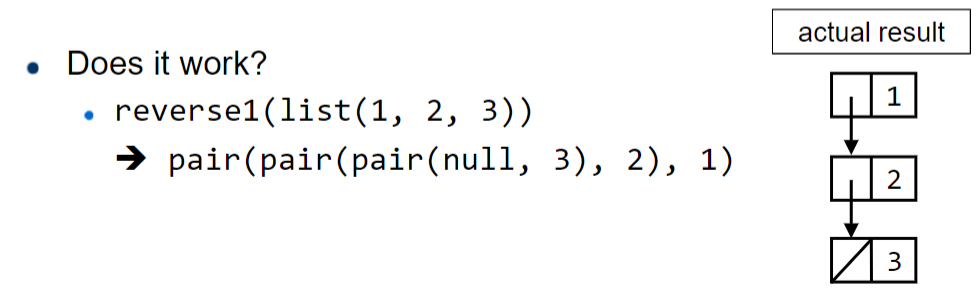 actual result
• Does it work?
• reverse1(list(1, 2, 3))
➔ pair(pair(pair(null, 3), 2), 1)
1
2
3